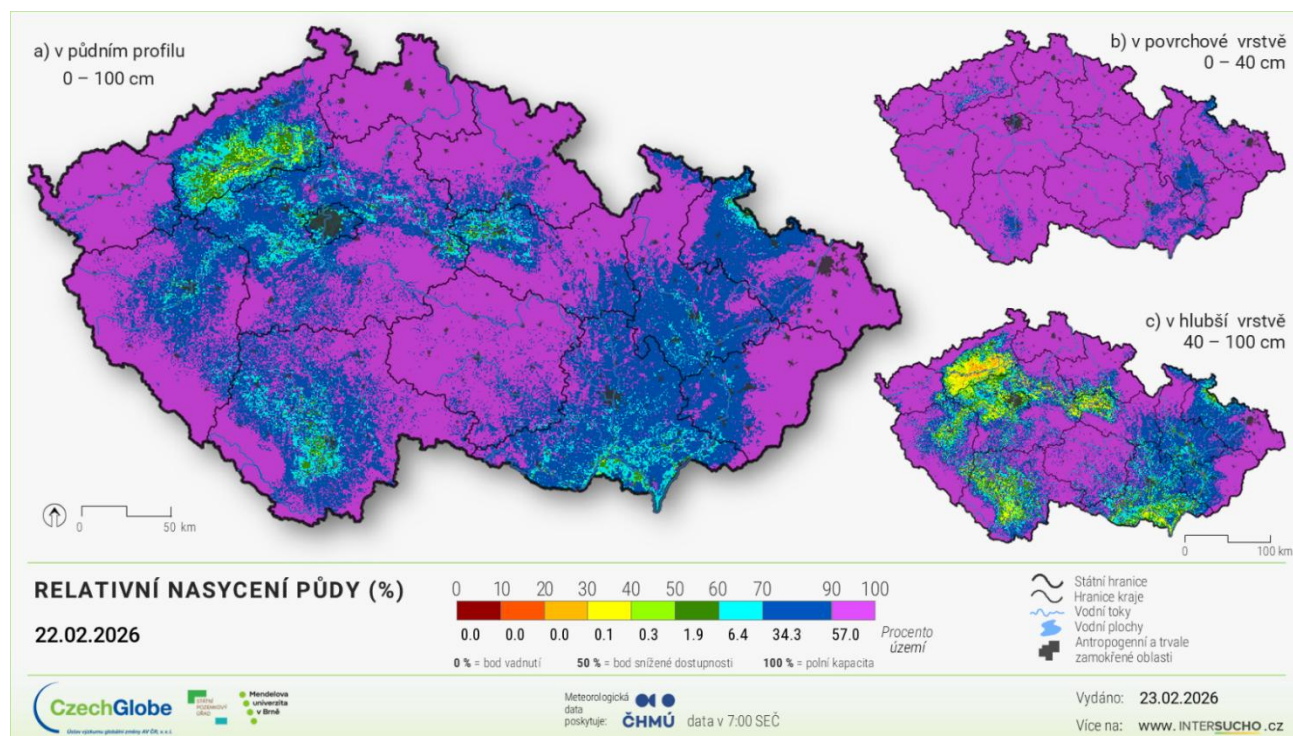 a) v půdním profilu
0 – 100 cm
b) v povrchové vrstvě
0 – 40 cm
c) v hlubší vrstvě
40 – 100 cm
0 50 km
0 100 km
RELATIVNÍ NASYCENÍ PŮDY (%)
22.02.2026
0 10 20 30 40 50 60 70 90 100
0.0 0.0 0.0 0.1 0.3 1.9 6.4 34.3 57.0 Procento
území
0 % = bod vadnutí 50 % = bod snížené dostupnosti 100 % = polní kapacita
Státní hranice
Hranice kraje
Vodní toky
Vodní plochy
Antropogenní a trvale
zamokřené oblasti
CzechGlobe
Ústav výzkumu globální změny AV ČR, v.v.i.
STÁTNÍ
POZEMKOVÝ
ÚŘAD
Mendelova
univerzita
v Brně
Meteorologická
data
poskytuje:
ČHMÚ data v 7:00 SEČ
Vydáno: 23.02.2026
Více na: www.INTERSUCHO.cz